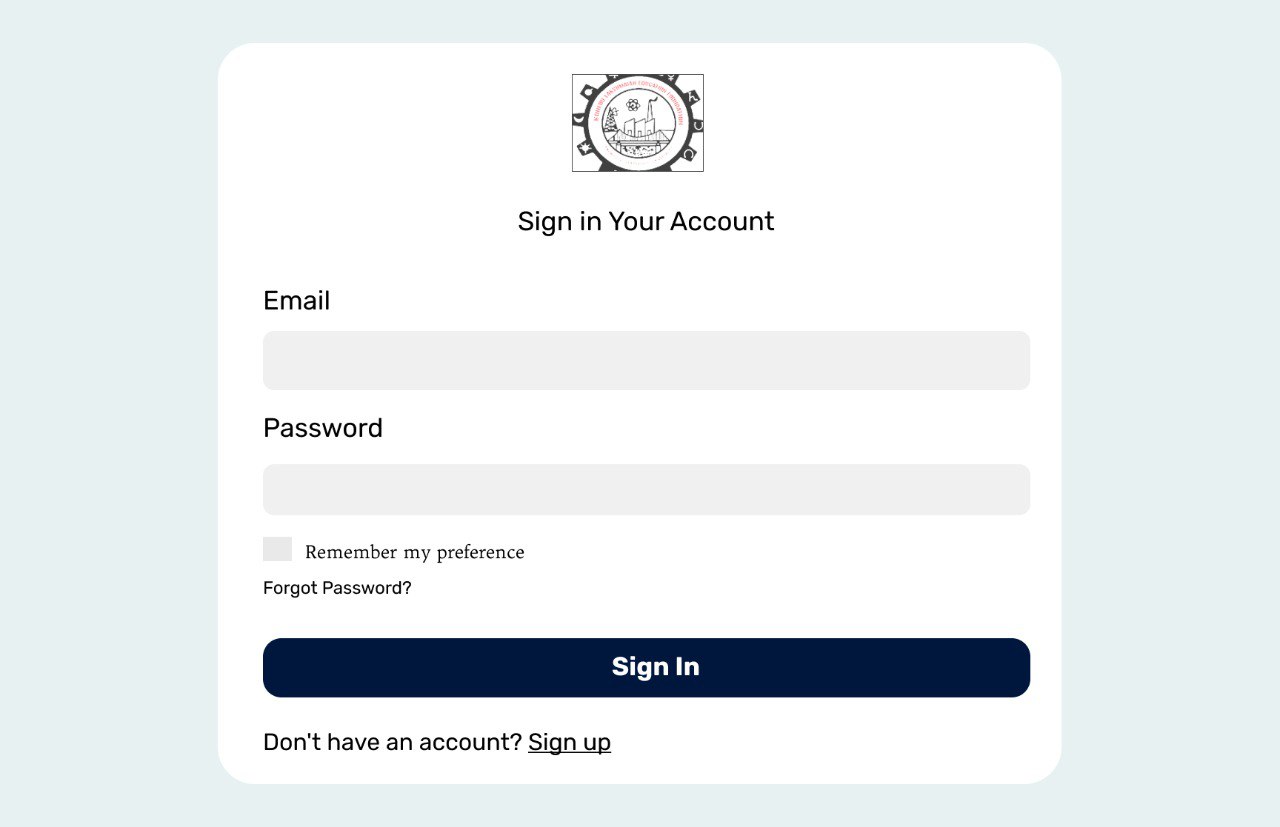 Sign in Your Account
Email
Password
Remember my preference
Forgot Password?
Sign In
Don't have an account? Sign up